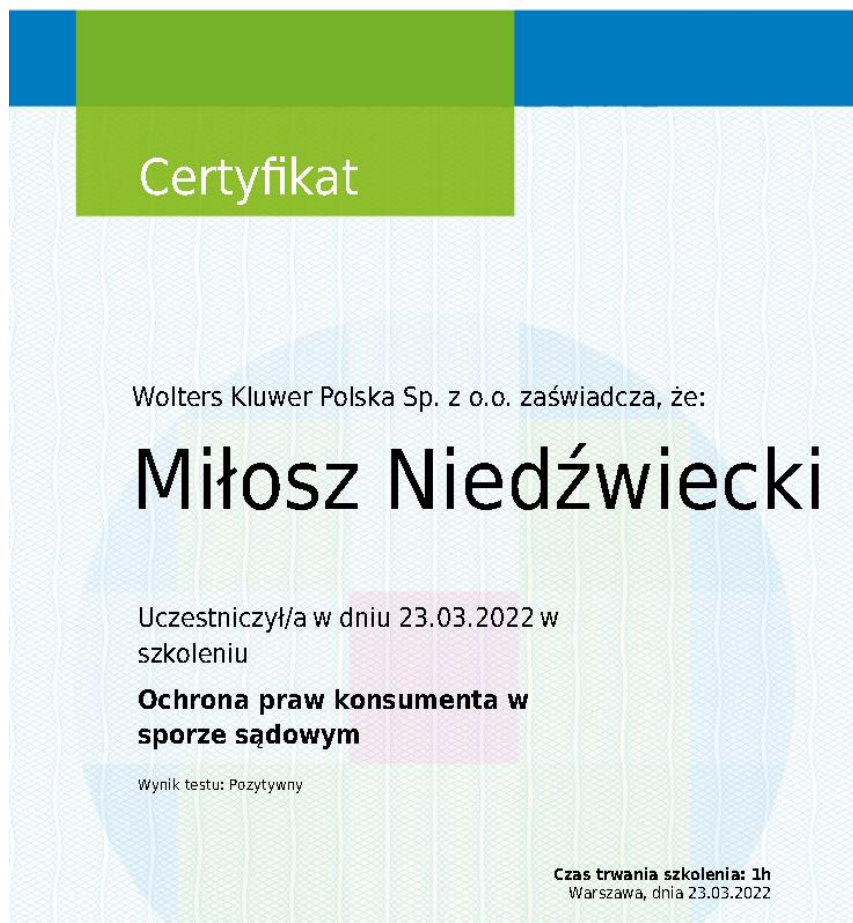 Certyfikat
Wolters Kluwer Polska Sp. z o.o. zaświadcza, że:
Miłosz Niedźwiecki
Uczestniczył/a w dniu 23.03.2022 w
szkoleniu
Ochrona praw konsumenta w
sporze sądowym
Wynik testu: Pozytywny
Czas trwania szkolenia: 1h
Warszawa, dnia 23.03.2022